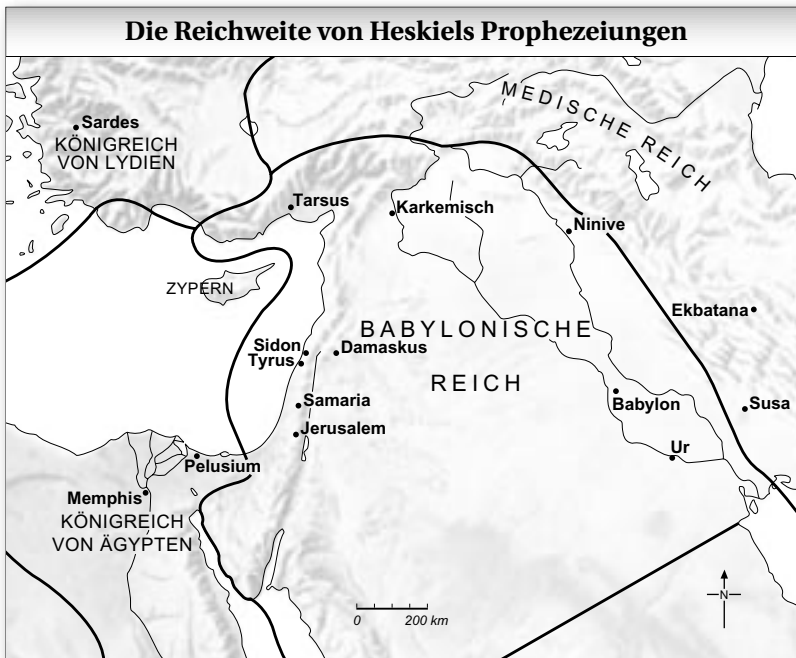 Die Reichweite von Heskiels Prophezeiungen
MEDISCHE REICH
Sardes
KÖNIGREICH
VON LYDIEN
Tarsus
Karkemisch
Ninive
ZYPERN
Ekbatana
BABYLONISCHE
REICH
Sidon
Tyrus
Damaskus
Samaria
Jerusalem
Babylon
Susa
Ur
Pelusium
Memphis
KÖNIGREICH
VON ÄGYPTEN
0 200 km
N